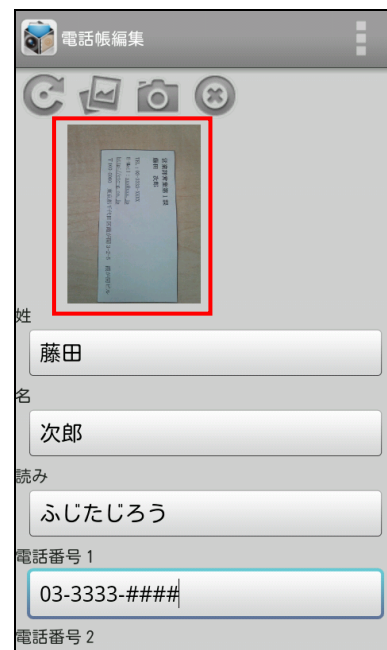 電話帳編集
姓
藤田
名
次郎
読み
ふじたじろう
電話番号 1
03-3333-####
電話番号 2